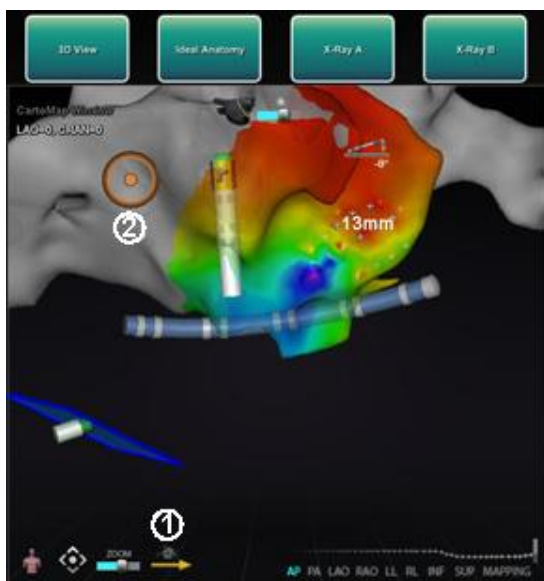 3D View Ideal Anatomy X-Ray A X-Ray B
CartoMap Window
LAO=0, CRAN=0
-0°
②
13mm
①
ZOOM
AP PA LAO RAO LL RL INF SUP MAPPING